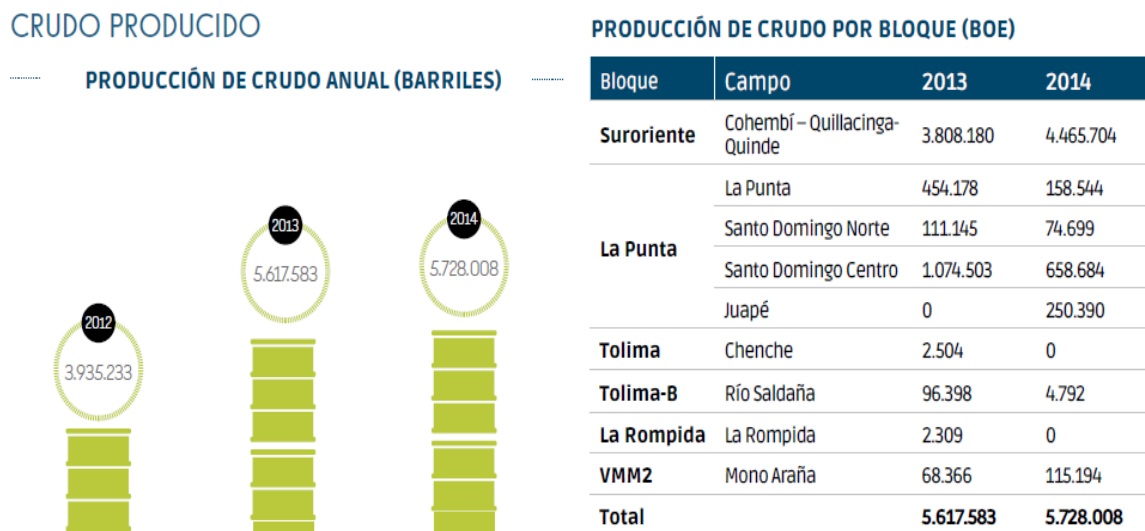 CRUDO PRODUCIDO
PRODUCCIÓN DE CRUDO ANUAL (BARRILES)
2012
3.935.233
2013
5.617.583
2014
5.728.008
PRODUCCIÓN DE CRUDO POR BLOQUE (BOE)
Bloque Campo 2013 2014
Suroriente Cohembí – Quillacinga-
Quinde 3.808.180 4.465.704
La Punta
La Punta 454.178 158.544
Santo Domingo Norte 111.145 74.699
Santo Domingo Centro 1.074.503 658.684
Juapé 0 250.390
Tolima Chenche 2.504 0
Tolima-B Río Saldaña 96.398 4.792
La Rompida La Rompida 2.309 0
VMM2 Mono Araña 68.366 115.194
Total 5.617.583 5.728.008